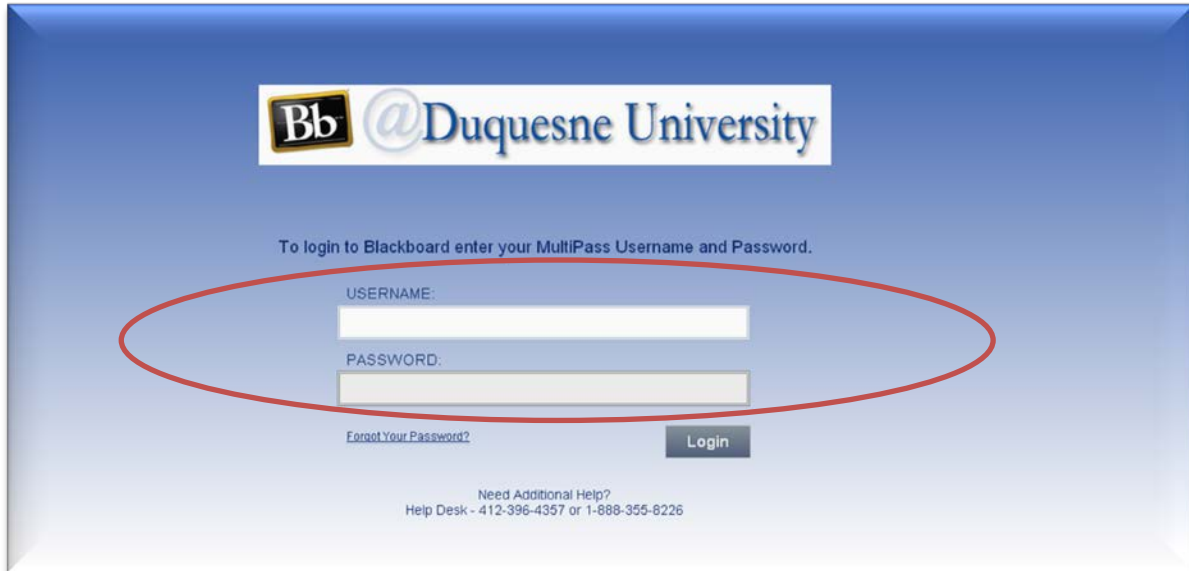 Bb @Duquesne University
To login to Blackboard enter your MultiPass Username and Password.
USERNAME:
PASSWORD:
Forgot Your Password?
Login
Need Additional Help?
Help Desk - 412-396-4357 or 1-888-355-8226